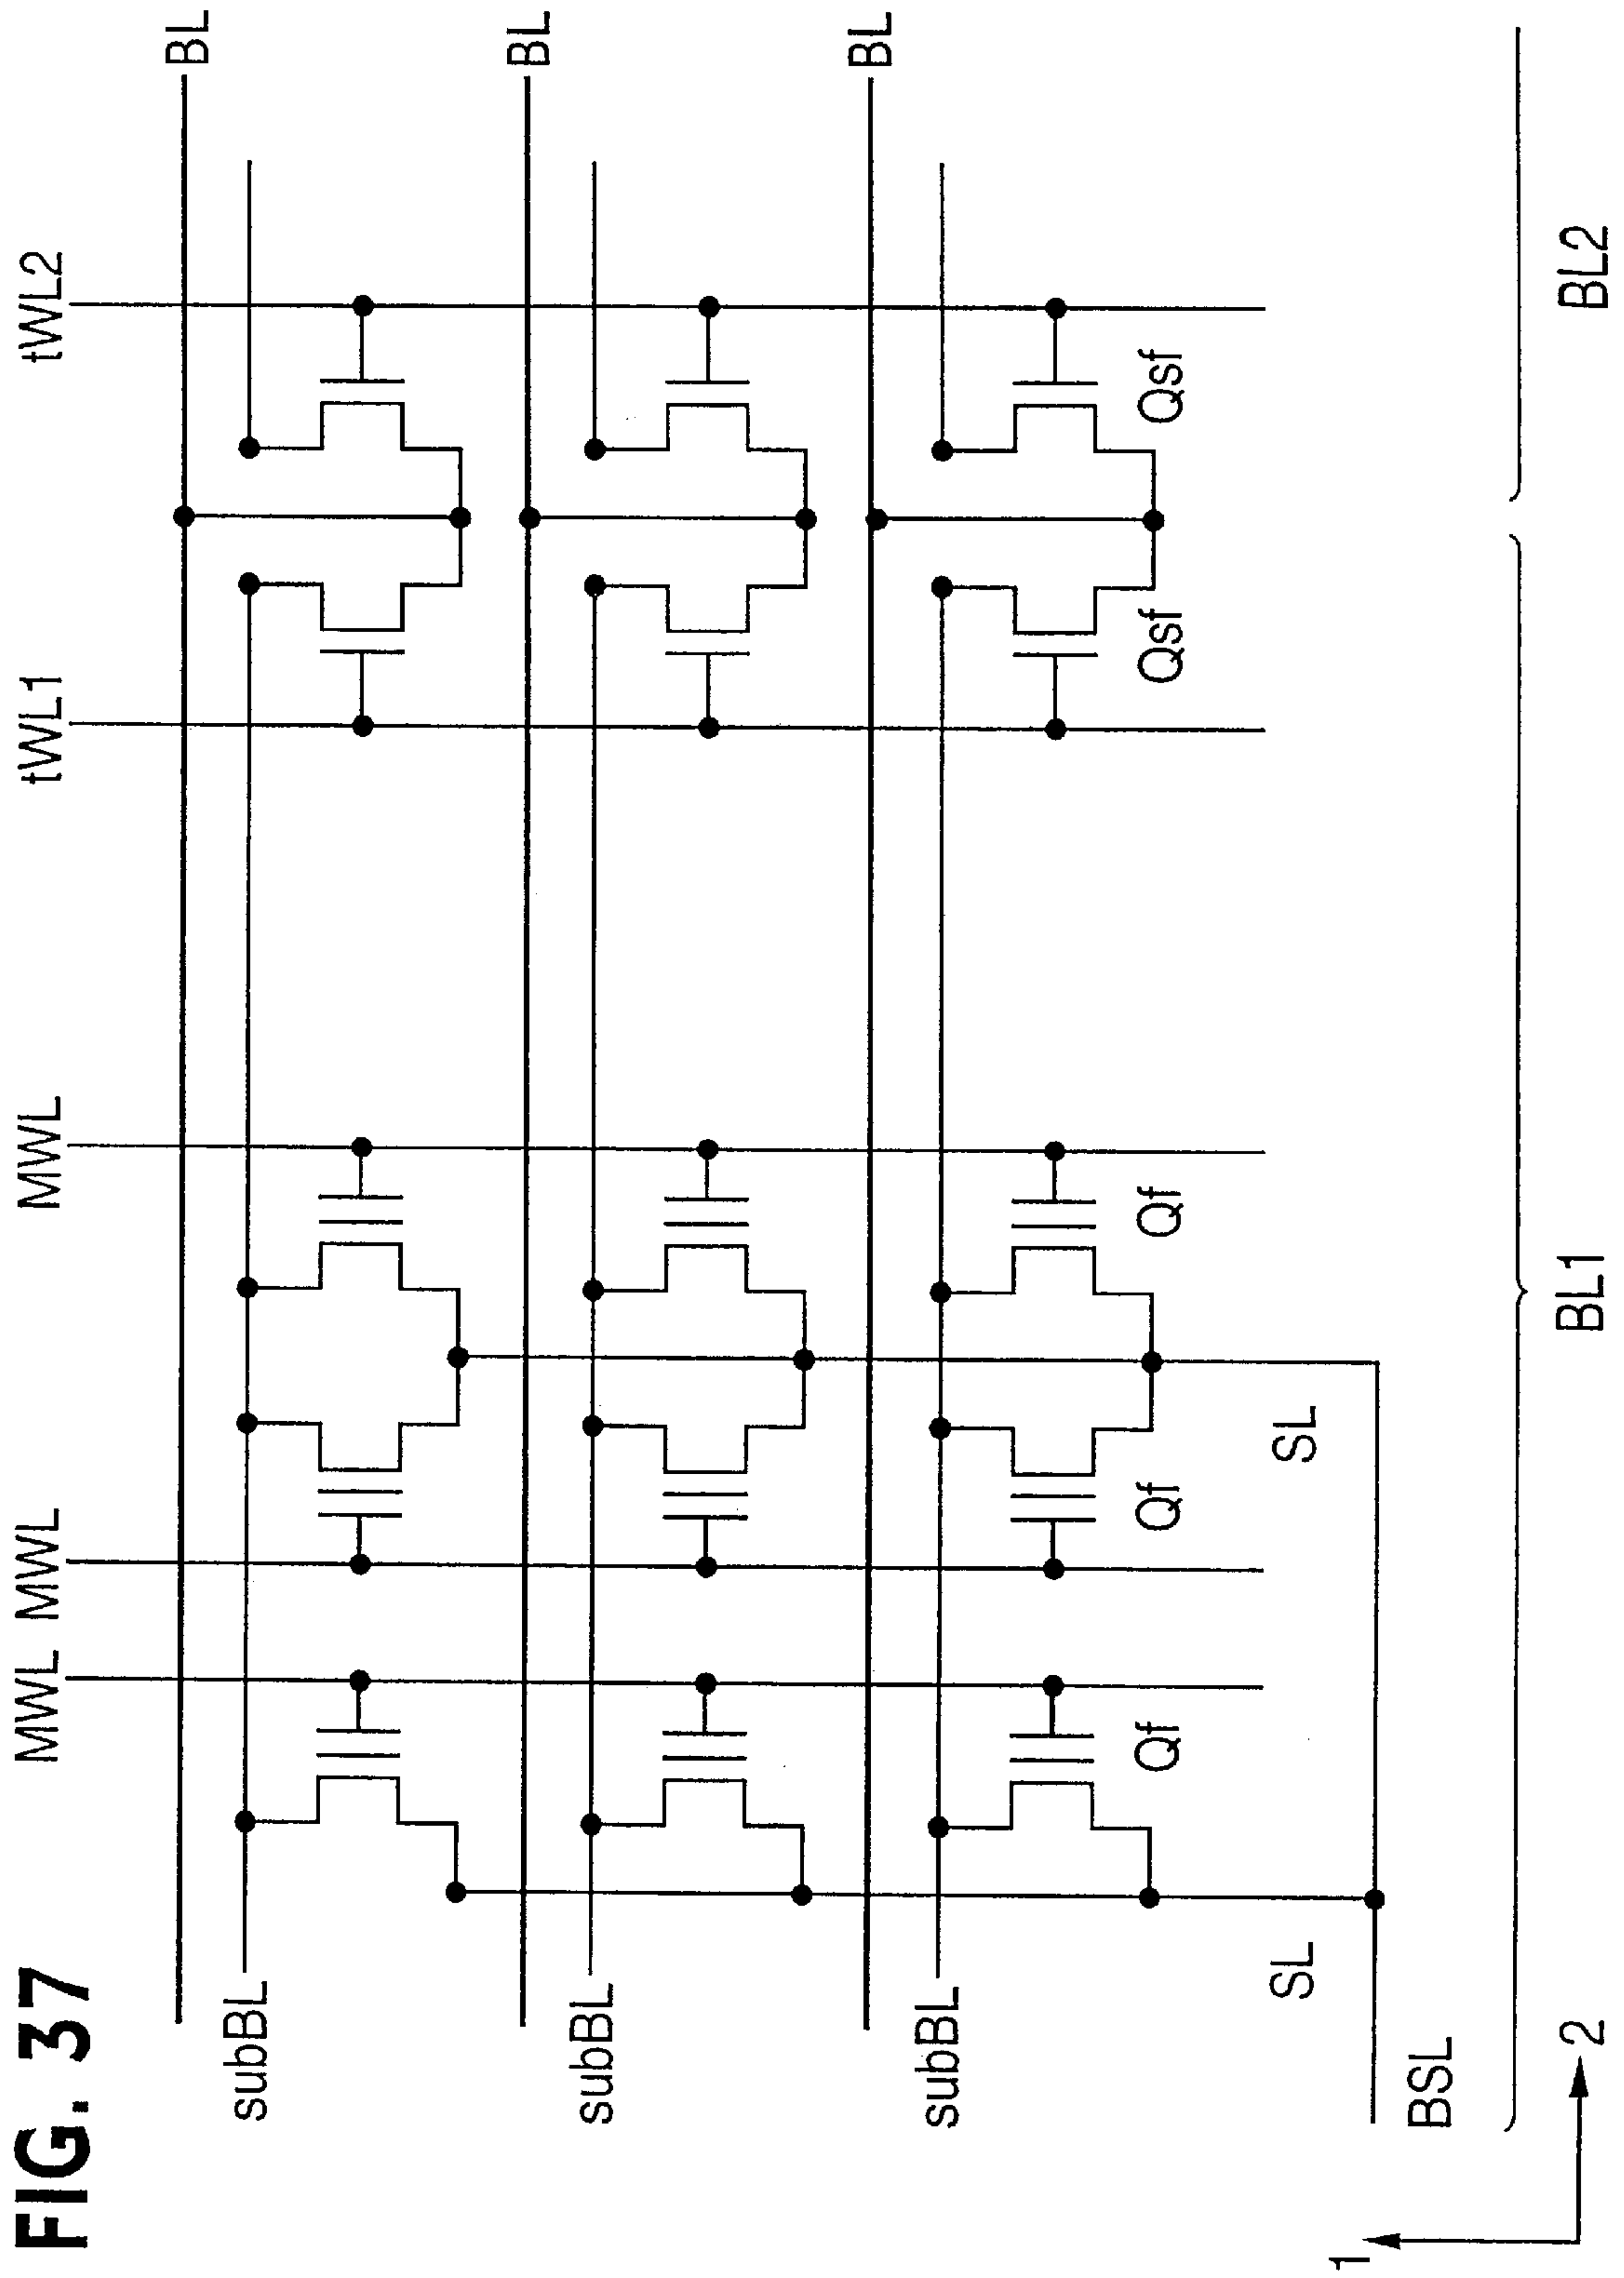 FIG. 37
MWL MWL MWL tWL1 tWL2
BL
subBL
BL
subBL
BL
subBL
Qf Qf Qf Qsf Qsf
SL SL
1
BSL
2 BL1 BL2